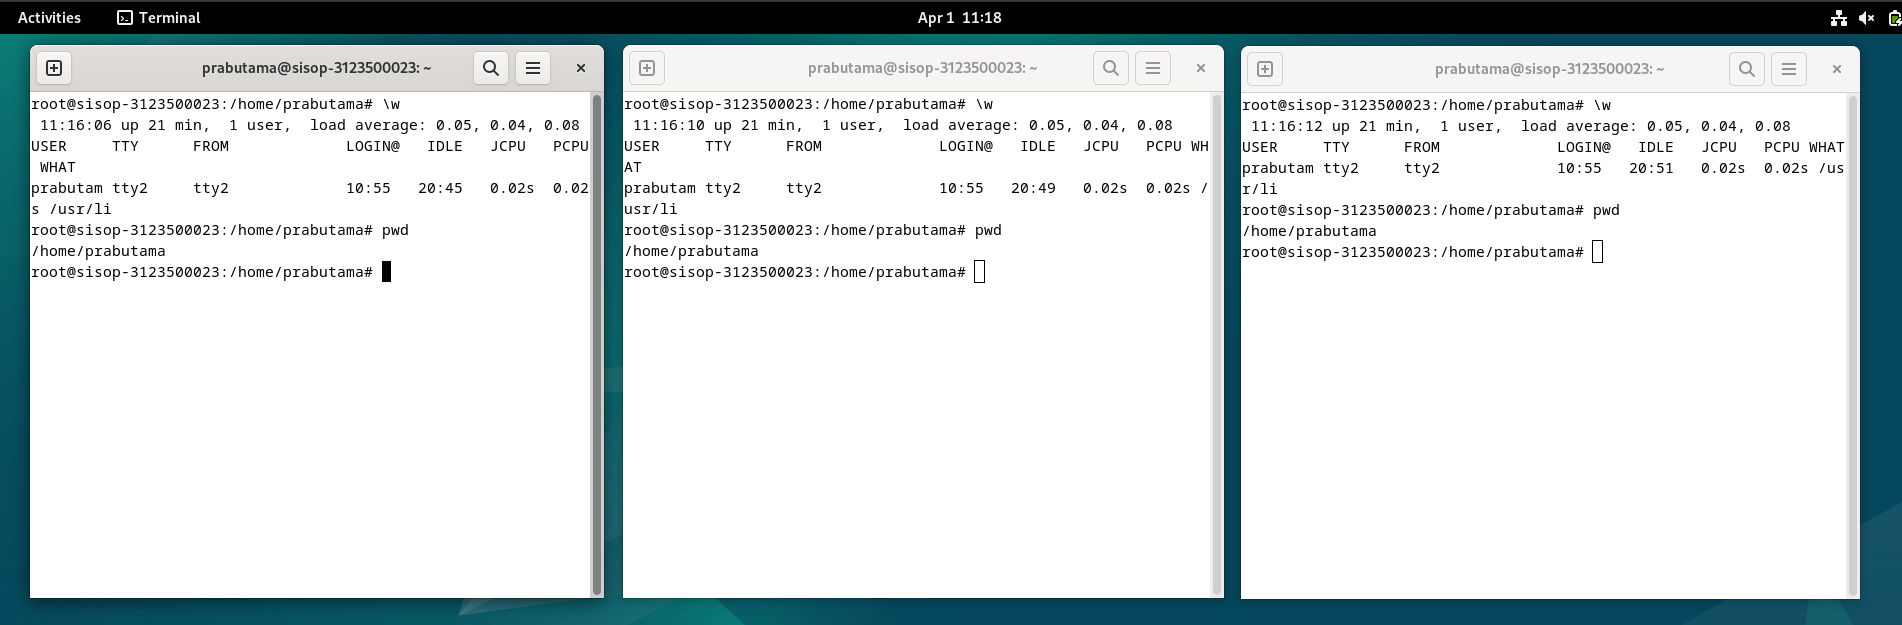 Activities Terminal Apr 1 11:18
prabutama@sisop-3123500023: ~
root@sisop-3123500023:/home/prabutama# \w
 11:16:06 up 21 min,  1 user,  load average: 0.05, 0.04, 0.08
USER     TTY      FROM             LOGIN@   IDLE   JCPU   PCPU
 WHAT
prabutam tty2     tty2             10:55   20:45   0.02s  0.02
s /usr/li
root@sisop-3123500023:/home/prabutama# pwd
/home/prabutama
root@sisop-3123500023:/home/prabutama#
prabutama@sisop-3123500023: ~
root@sisop-3123500023:/home/prabutama# \w
 11:16:10 up 21 min,  1 user,  load average: 0.05, 0.04, 0.08
USER     TTY      FROM             LOGIN@   IDLE   JCPU   PCPU WH
AT
prabutam tty2     tty2             10:55   20:49   0.02s  0.02s /
usr/li
root@sisop-3123500023:/home/prabutama# pwd
/home/prabutama
root@sisop-3123500023:/home/prabutama#
prabutama@sisop-3123500023: ~
root@sisop-3123500023:/home/prabutama# \w
 11:16:12 up 21 min,  1 user,  load average: 0.05, 0.04, 0.08
USER     TTY      FROM             LOGIN@   IDLE   JCPU   PCPU WHAT
prabutam tty2     tty2             10:55   20:51   0.02s  0.02s /us
r/li
root@sisop-3123500023:/home/prabutama# pwd
/home/prabutama
root@sisop-3123500023:/home/prabutama#